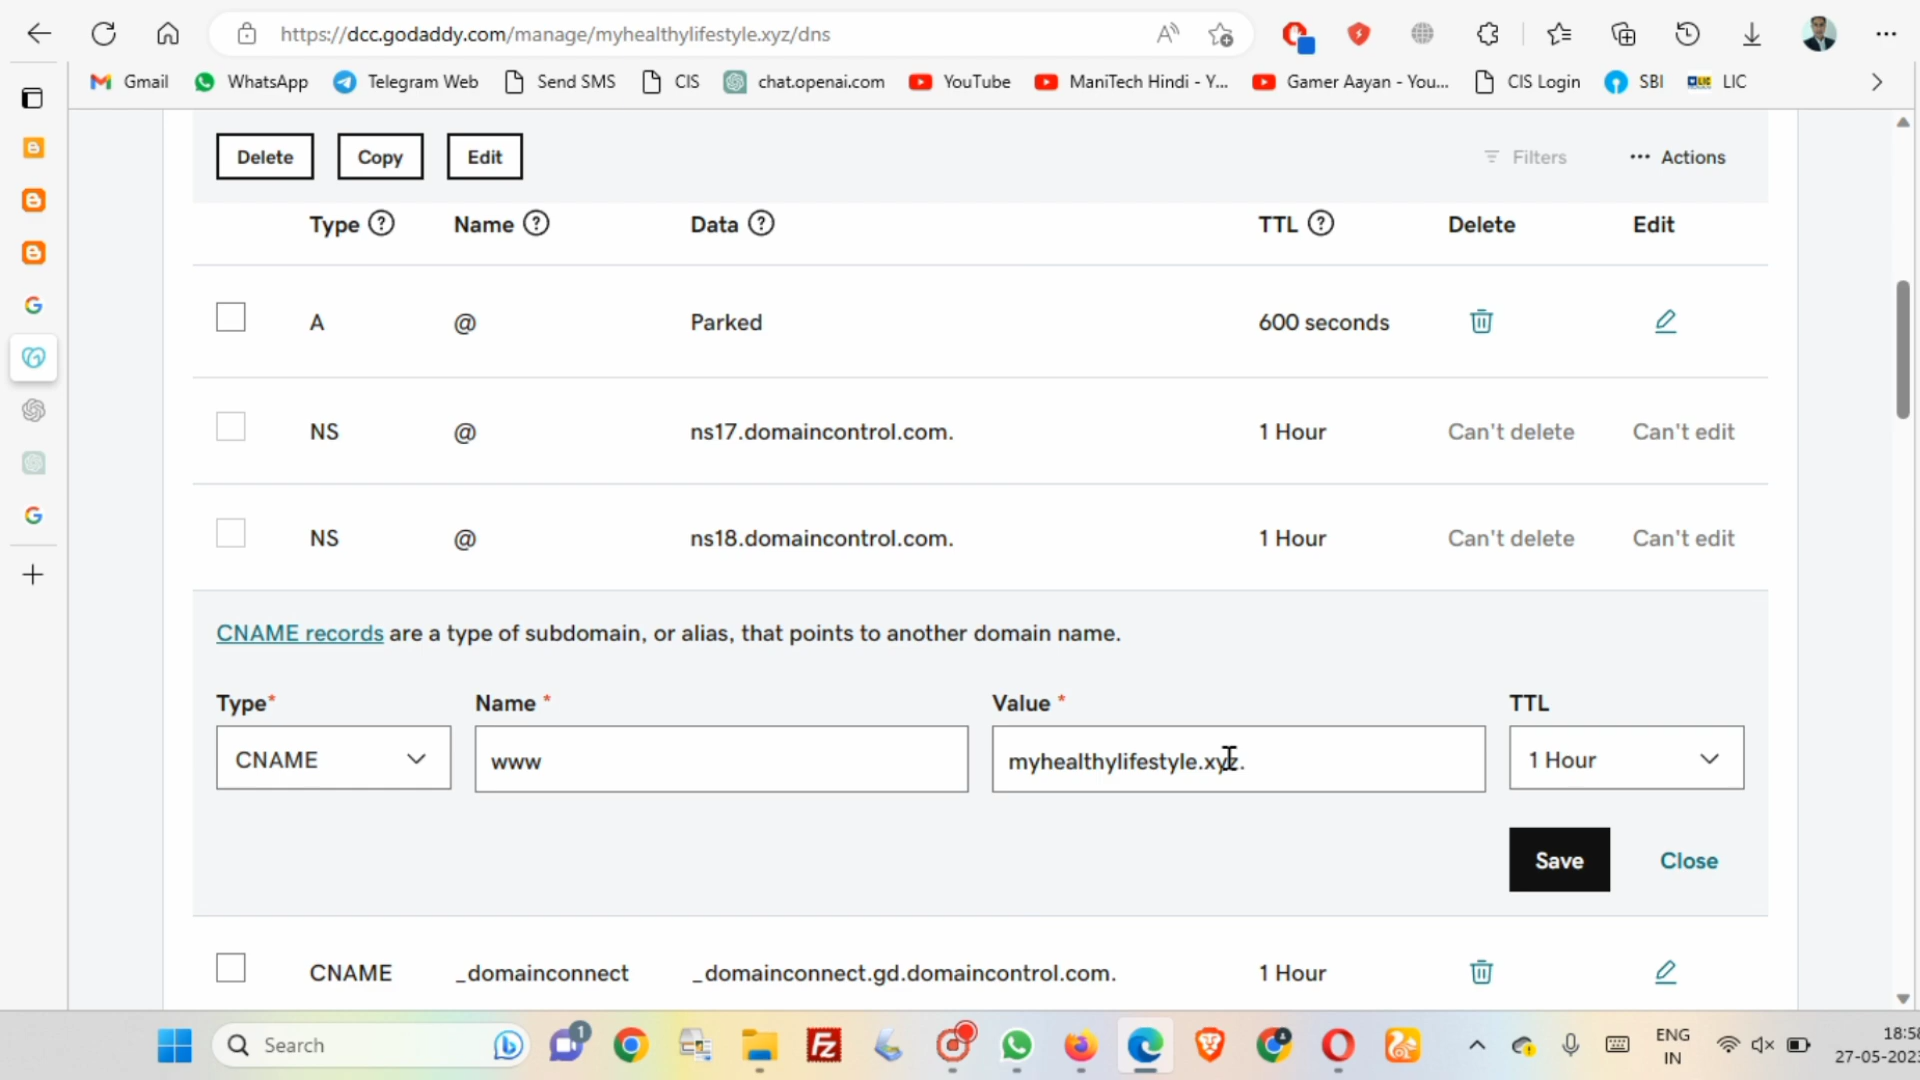 https://dcc.godaddy.com/manage/myhealthylifestyle.xyz/dns
Gmail WhatsApp Telegram Web Send SMS CIS chat.openai.com YouTube ManiTech Hindi - Y... Gamer Aayan - You... CIS Login SBI LIC
Delete Copy Edit Filters Actions
Type Name Data TTL Delete Edit
A @ Parked 600 seconds
NS @ ns17.domaincontrol.com. 1 Hour Can't delete Can't edit
NS @ ns18.domaincontrol.com. 1 Hour Can't delete Can't edit
CNAME records are a type of subdomain, or alias, that points to another domain name.
Type* Name * Value * TTL
CNAME www myhealthylifestyle.xyz. 1 Hour
Save Close
CNAME _domainconnect _domainconnect.gd.domaincontrol.com. 1 Hour
Search 1 ENG 18:58
IN 27-05-2023